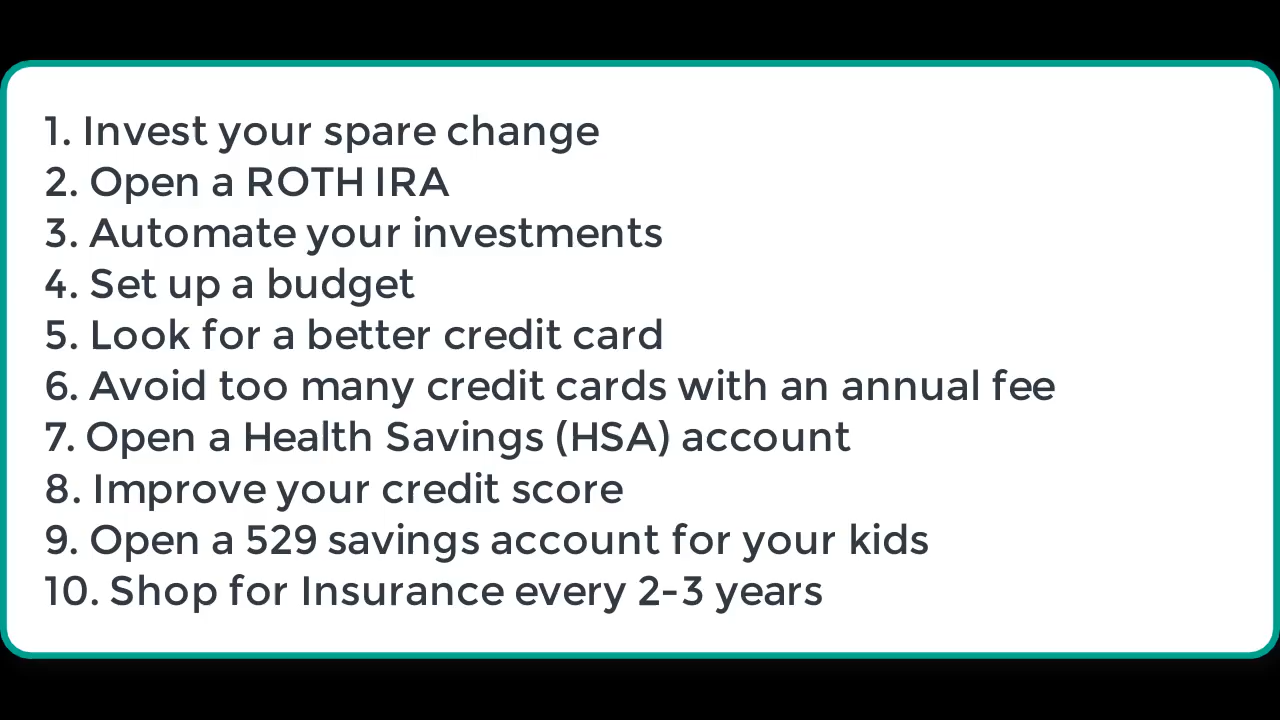 1. Invest your spare change
2. Open a ROTH IRA
3. Automate your investments
4. Set up a budget
5. Look for a better credit card
6. Avoid too many credit cards with an annual fee
7. Open a Health Savings (HSA) account
8. Improve your credit score
9. Open a 529 savings account for your kids
10. Shop for Insurance every 2-3 years